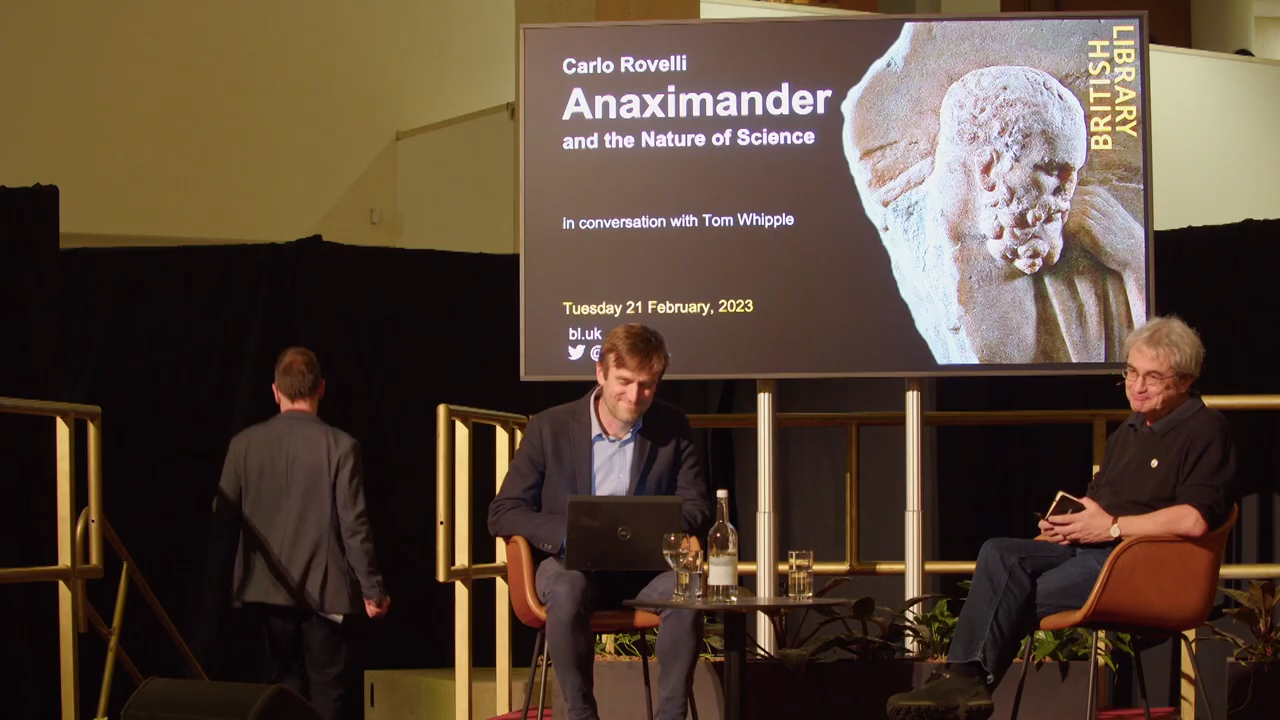 Carlo Rovelli
Anaximander
and the Nature of Science
In conversation with Tom Whipple
Tuesday 21 February, 2023
bl.uk
@
LIBRARY
BRITISH